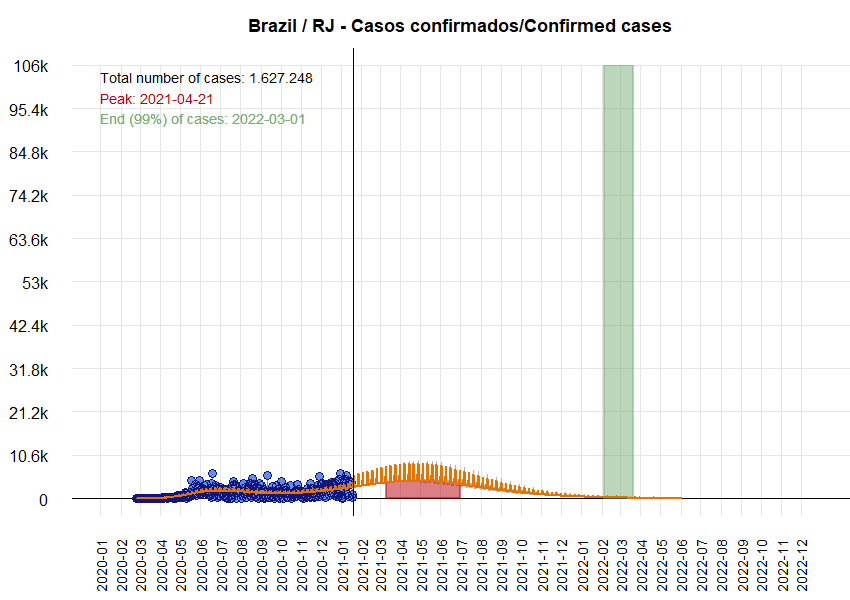 Brazil / RJ - Casos confirmados/Confirmed cases
Total number of cases: 1.627.248
Peak: 2021-04-21
End (99%) of cases: 2022-03-01
106k
95.4k
84.8k
74.2k
63.6k
53k
42.4k
31.8k
21.2k
10.6k
0
2020-01
2020-02
2020-03
2020-04
2020-05
2020-06
2020-07
2020-08
2020-09
2020-10
2020-11
2020-12
2021-01
2021-02
2021-03
2021-04
2021-05
2021-06
2021-07
2021-08
2021-09
2021-10
2021-11
2021-12
2022-01
2022-02
2022-03
2022-04
2022-05
2022-06
2022-07
2022-08
2022-09
2022-10
2022-11
2022-12